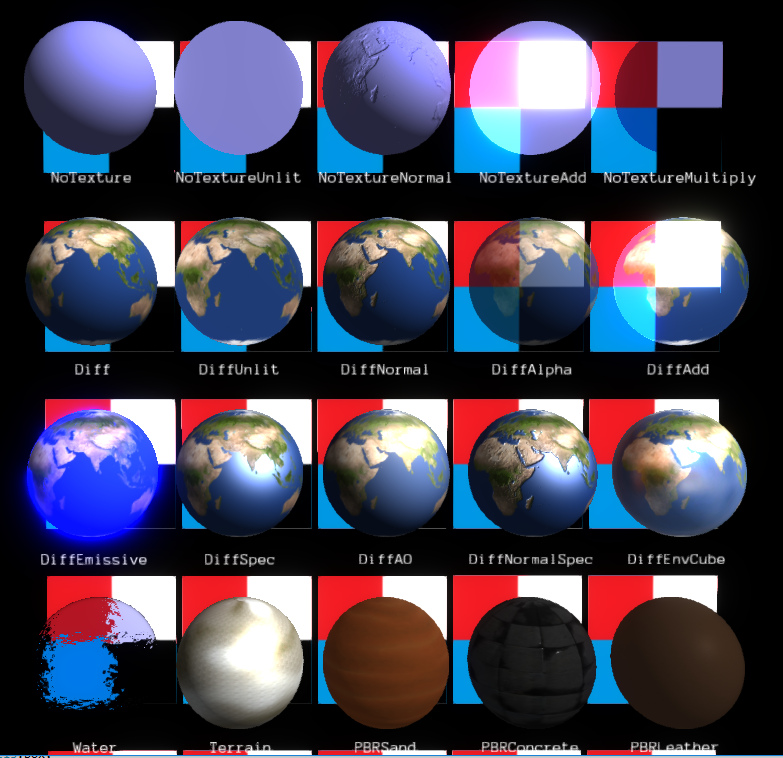 NoTexture NoTextureUnlit NoTextureNormal NoTextureAdd NoTextureMultiply
Diff DiffUnlit DiffNormal DiffAlpha DiffAdd
DiffEmissive DiffSpec DiffAO DiffNormalSpec DiffEnvCube
Water Terrain PBRSand PBRConcrete PBRLeather